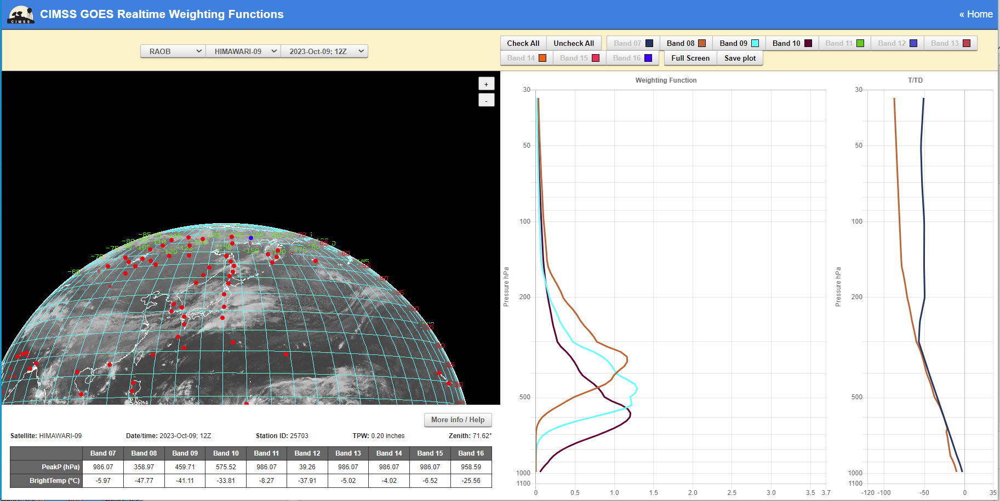 CIMSS GOES Realtime Weighting Functions
« Home
CIMSS
RAOB HIMAWARI-09 2023-Oct-09; 12Z
Check All Uncheck All Band 07 Band 08 Band 09 Band 10 Band 11 Band 12 Band 13
Band 14 Band 15 Band 16 Full Screen Save plot
+
-
Weighting Function
30
50
100
200
500
1000
1100
Pressure hPa
0 0.5 1.0 1.5 2.0 2.5 3.0 3.5 3.7
T/TD
30
50
100
200
500
1000
1100
Pressure hPa
-120 -100 -50 0 35
More info / Help
Satellite: HIMAWARI-09 Date/time: 2023-Oct-09; 12Z Station ID: 25703 TPW: 0.20 inches Zenith: 71.62°
Band 07 Band 08 Band 09 Band 10 Band 11 Band 12 Band 13 Band 14 Band 15 Band 16
PeakP (hPa) 986.07 358.97 459.71 575.52 986.07 39.26 986.07 986.07 986.07 958.59
BrightTemp (°C) -5.97 -47.77 -41.11 -33.81 -8.27 -37.91 -5.02 -4.02 -6.52 -25.56